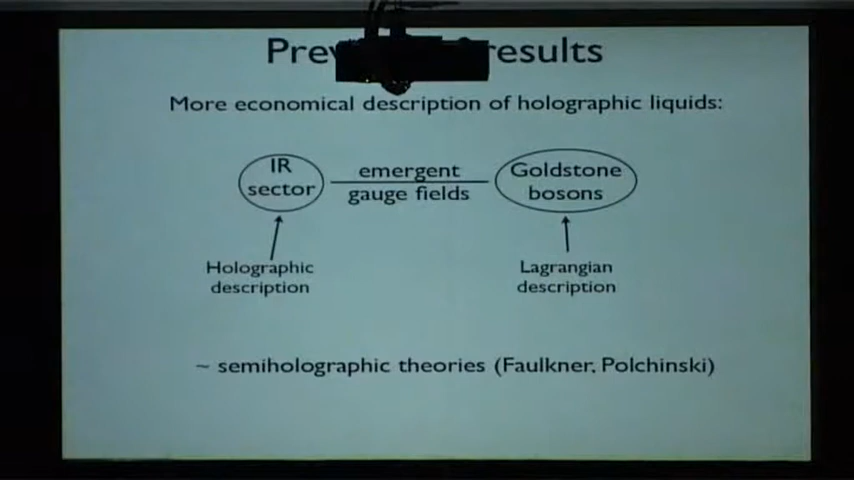 results
More economical description of holographic liquids:
IR
sector
emergent
gauge fields
Goldstone
bosons
Holographic
description
Lagrangian
description
~ semiholographic theories (Faulkner, Polchinski)